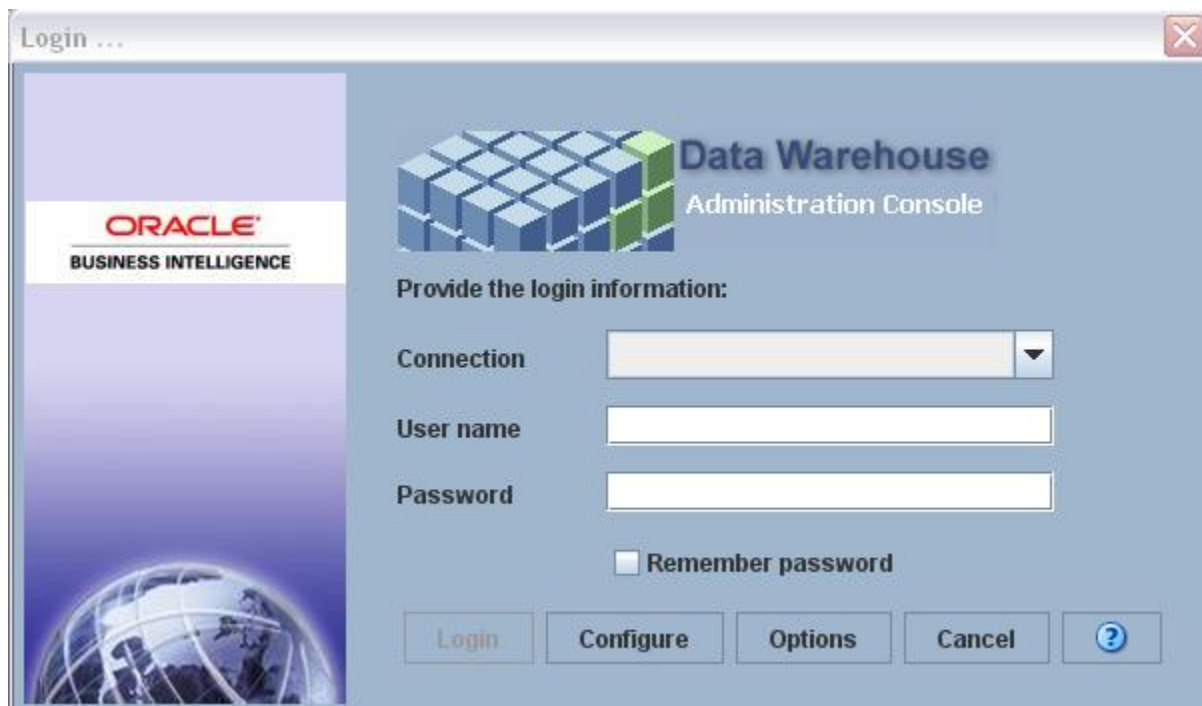 Login ...
ORACLE
BUSINESS INTELLIGENCE
Data Warehouse
Administration Console
Provide the login information:
Connection
User name
Password
Remember password
Login
Configure
Options
Cancel
?